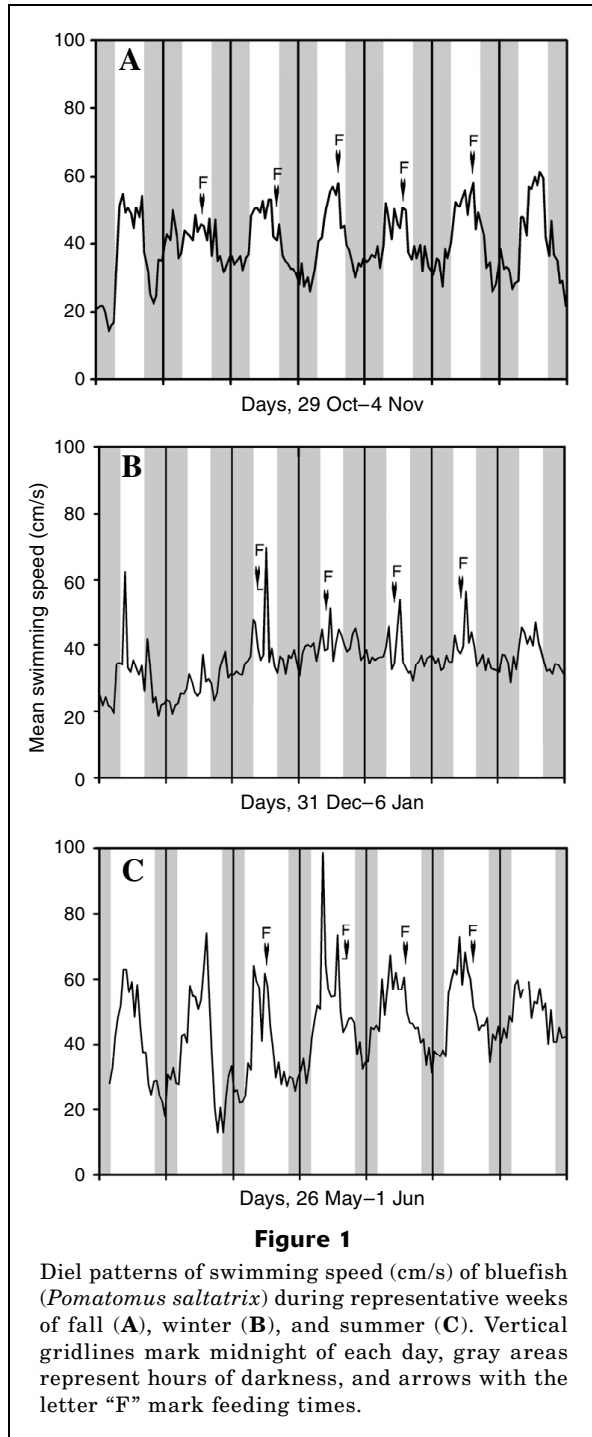 100
A
80
F F F F F
60
40
20
0
Days, 29 Oct–4 Nov
Mean swimming speed (cm/s)
100
B
80
F F F F
60
40
20
0
Days, 31 Dec–6 Jan
100
C
80
F F F F
60
40
20
0
Days, 26 May–1 Jun
Figure 1
Diel patterns of swimming speed (cm/s) of bluefish
(Pomatomus saltatrix) during representative weeks
of fall (A), winter (B), and summer (C). Vertical
gridlines mark midnight of each day, gray areas
represent hours of darkness, and arrows with the
letter “F” mark feeding times.